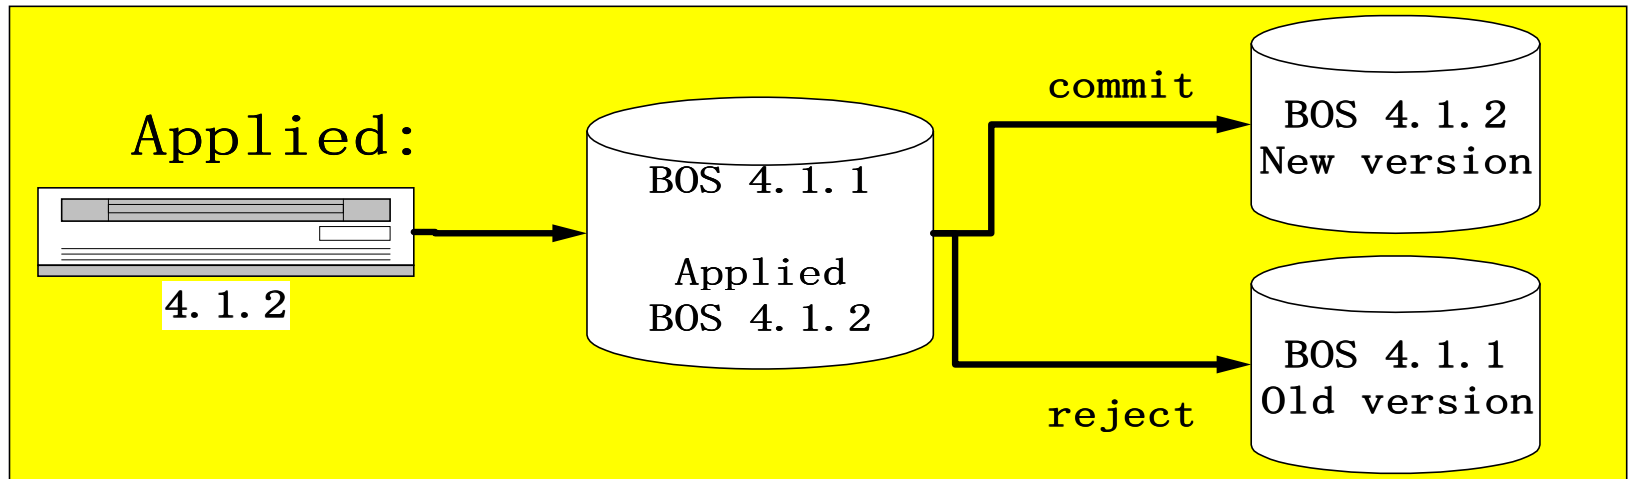 Applied:
4.1.2
BOS 4.1.1
Applied
BOS 4.1.2
commit
BOS 4.1.2
New version
reject
BOS 4.1.1
Old version